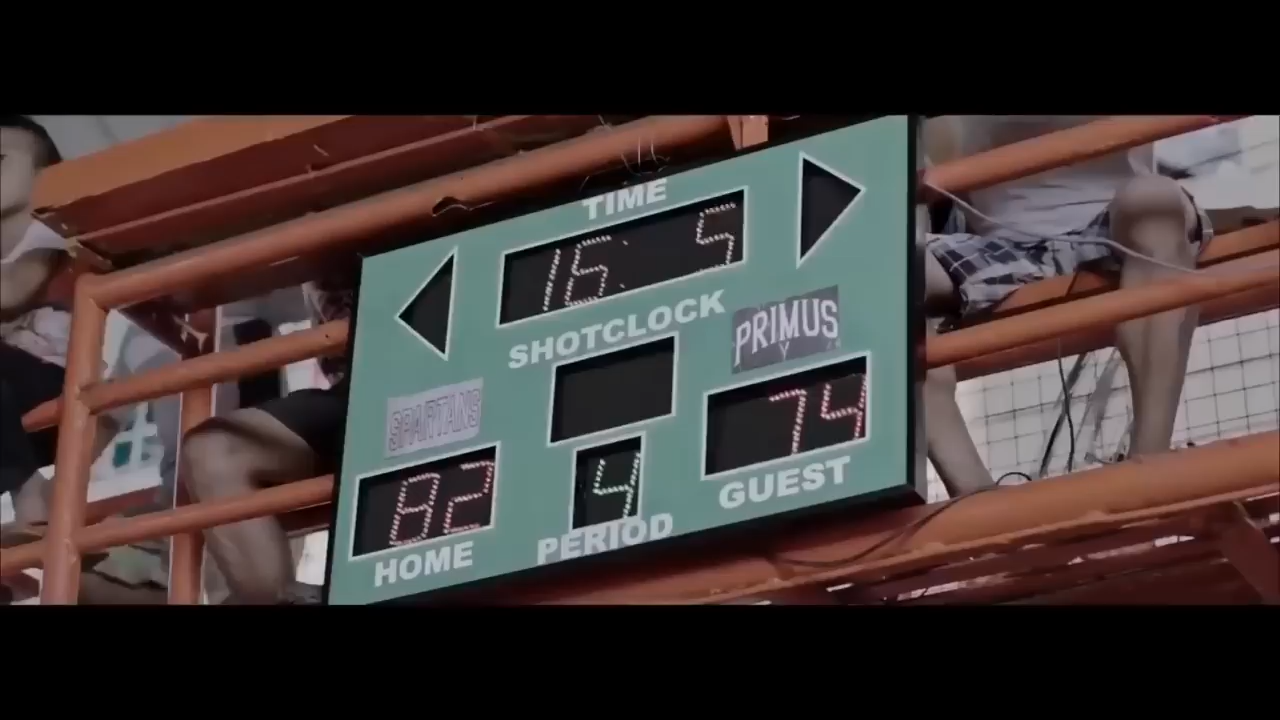 TIME
16: 5
SHOTCLOCK
PRIMUS
SPARTANS
82
4
74
HOME
PERIOD
GUEST